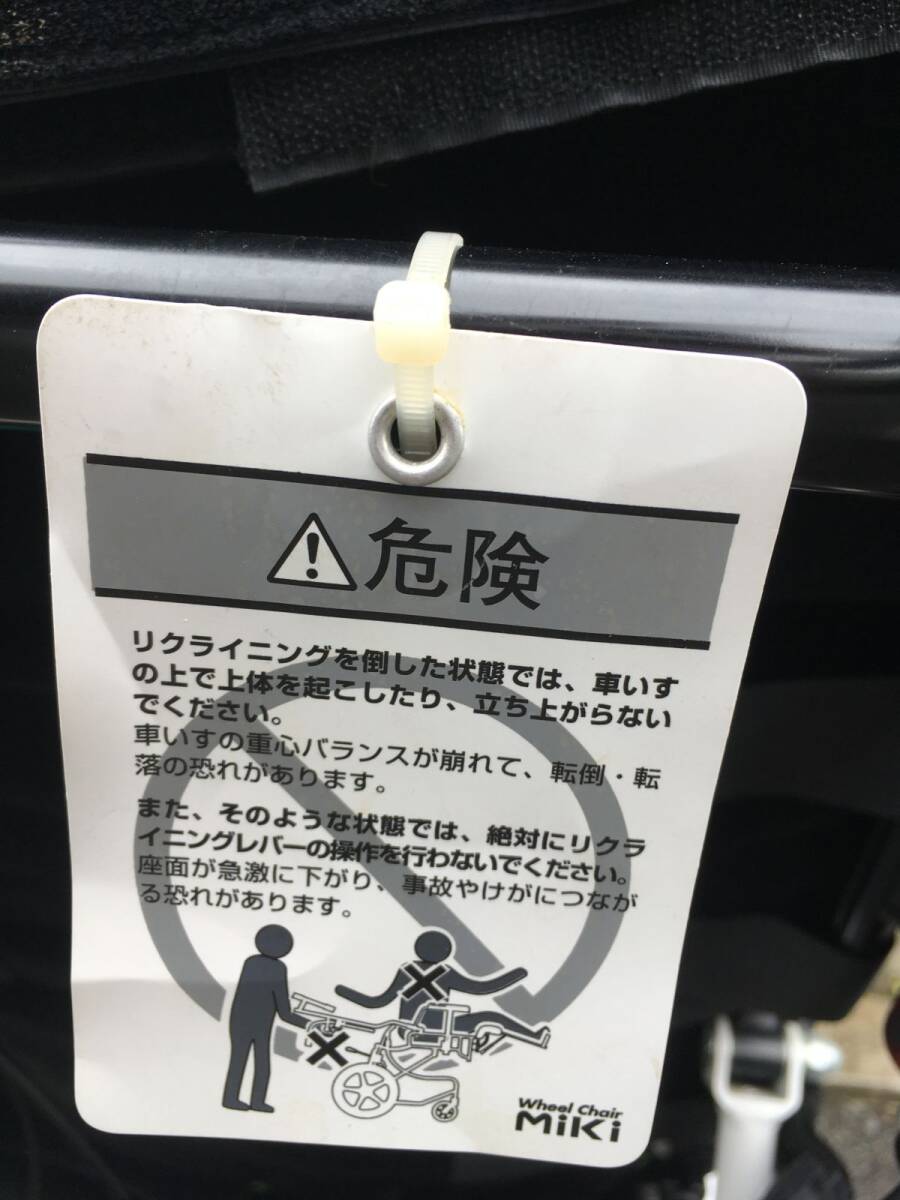 危険
リクライニングを倒した状態では、車いす
の上で上体を起こしたり、立ち上がらない
でください。
車いすの重心バランスが崩れて、転倒・転
落の恐れがあります。
また、そのような状態では、絶対にリクラ
イニングレバーの操作を行わないでください。
座面が急激に下がり、事故やけがにつなが
る恐れがあります。
Wheel Chair
MiKi